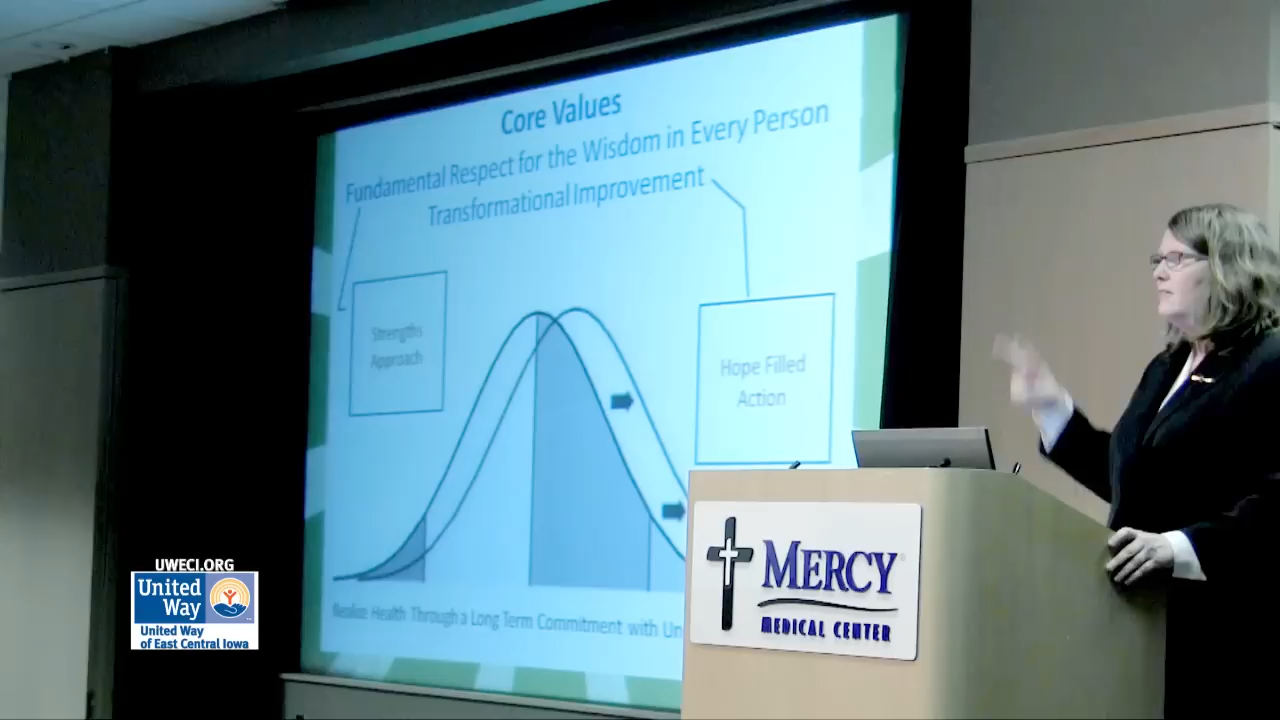 Core Values
Fundamental Respect for the Wisdom in Every Person
Transformational Improvement
Strengths
Approach
Hope Filled
Action
Realize Health Through a Long Term Commitment with
MERCY
MEDICAL CENTER
UWECI.ORG
United
Way
United Way
of East Central Iowa